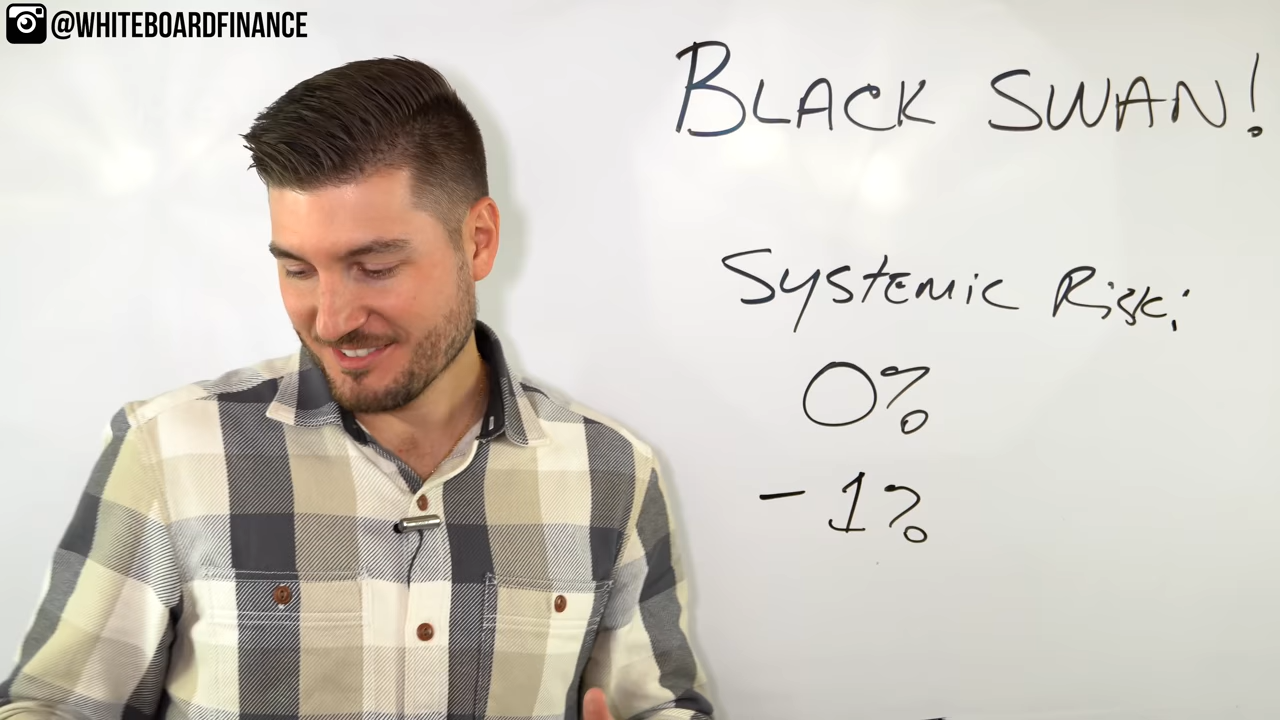 @WHITEBOARDFINANCE
BLACK SWAN!
SYSTEMIC RISK:
0%
- 1%